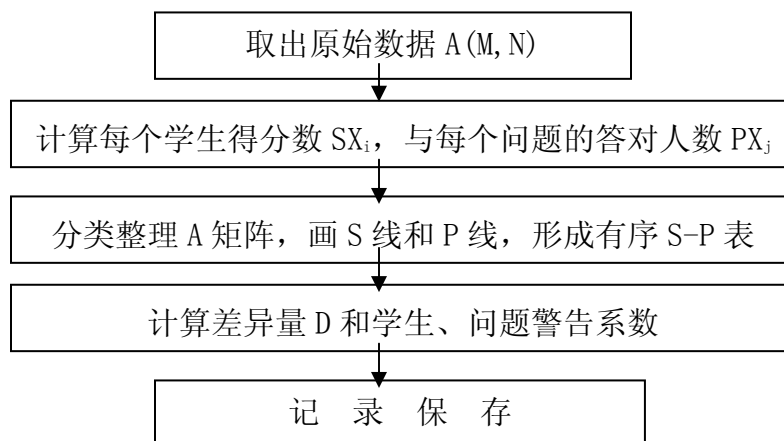 取出原始数据 A(M,N)
计算每个学生得分数 SXᵢ，与每个问题的答对人数 PXⱼ
分类整理 A 矩阵，画 S 线和 P 线，形成有序 S-P 表
计算差异量 D 和学生、问题警告系数
记 录 保 存